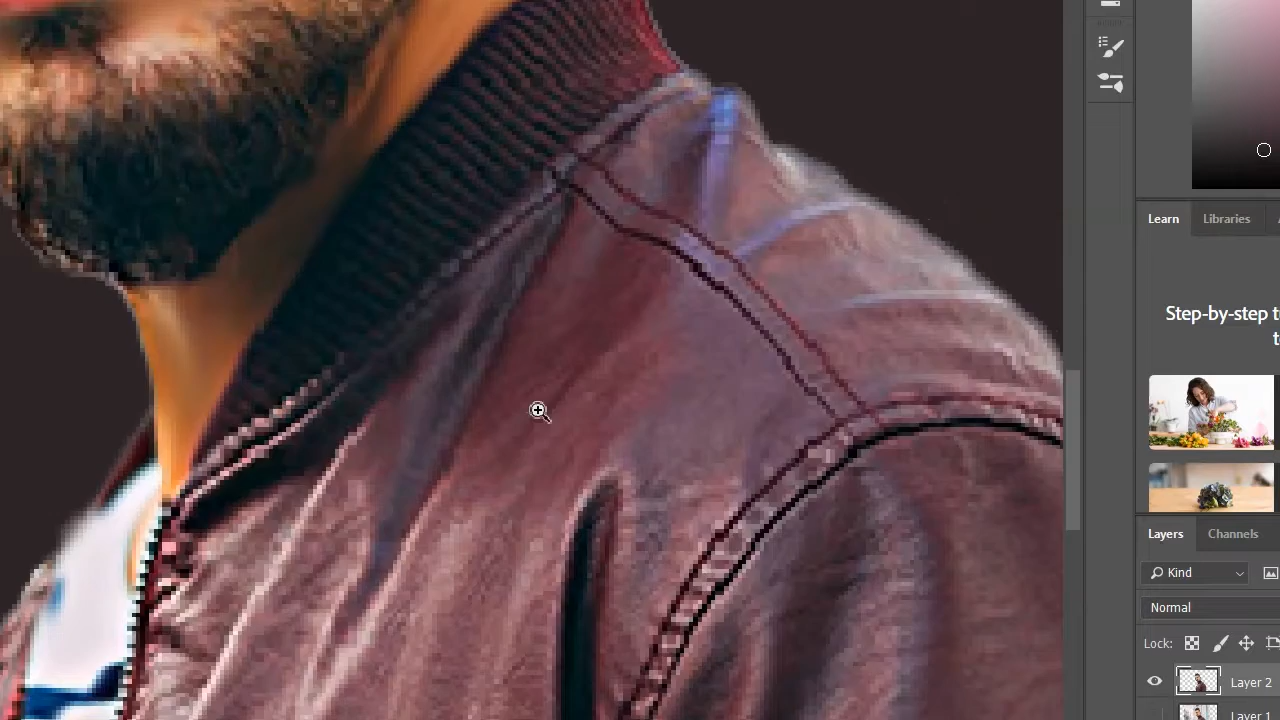 Learn
Libraries
Step-by-step t
t
Layers
Channels
Kind
Normal
Lock:
Layer 2
Layer 1